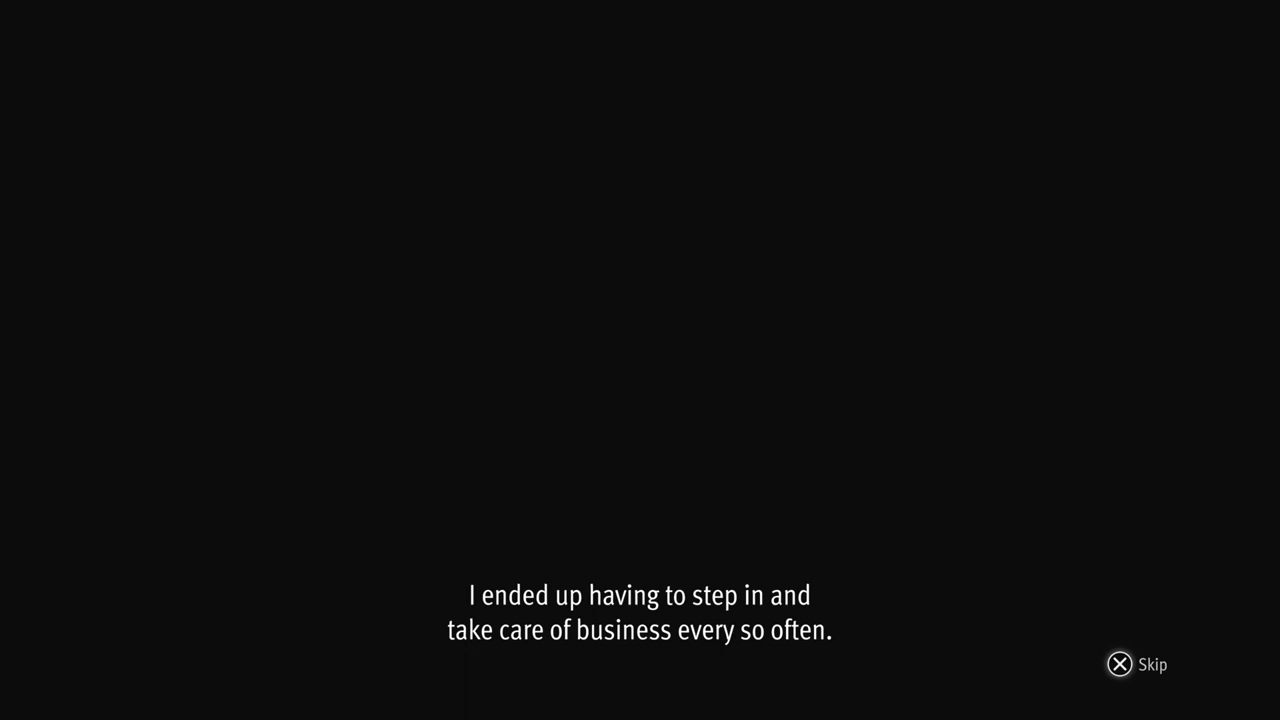 I ended up having to step in and
take care of business every so often.
Skip